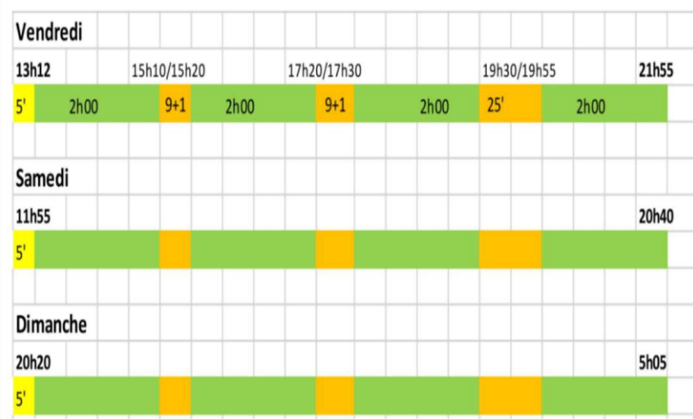 Vendredi
13h12 15h10/15h20 17h20/17h30 19h30/19h55 21h55
5' 2h00 9+1 2h00 9+1 2h00 25' 2h00
Samedi
11h55 20h40
5'
Dimanche
20h20 5h05
5'